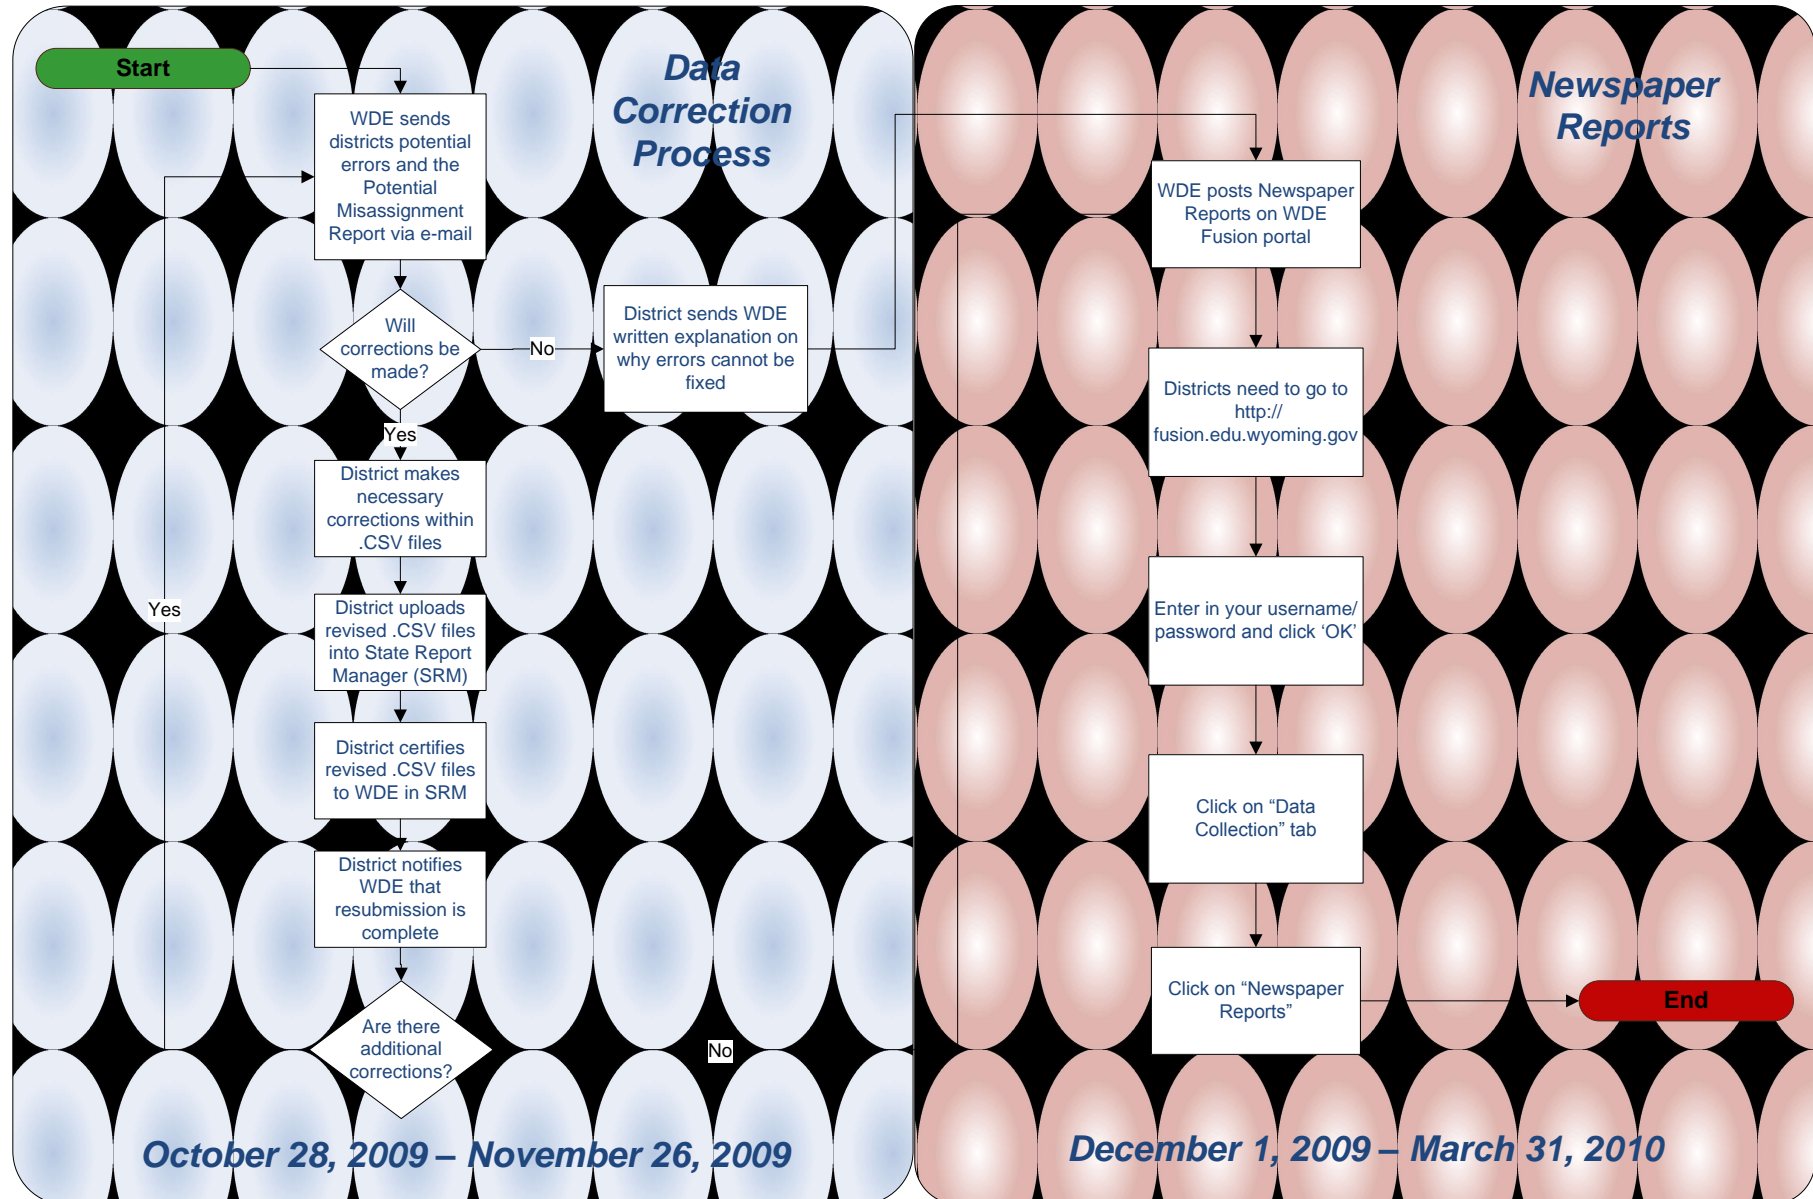 Start
Data
Correction
Process
WDE sends
districts potential
errors and the
Potential
Misassignment
Report via e-mail
Will
corrections be
made?
No
District sends WDE
written explanation on
why errors cannot be
fixed
Yes
District makes
necessary
corrections within
.CSV files
District uploads
revised .CSV files
into State Report
Manager (SRM)
Yes
District certifies
revised .CSV files
to WDE in SRM
District notifies
WDE that
resubmission is
complete
Are there
additional
corrections?
No
October 28, 2009 – November 26, 2009
Newspaper
Reports
WDE posts Newspaper
Reports on WDE
Fusion portal
Districts need to go to
http://
fusion.edu.wyoming.gov
Enter in your username/
password and click ‘OK’
Click on “Data
Collection” tab
Click on “Newspaper
Reports”
End
December 1, 2009 – March 31, 2010